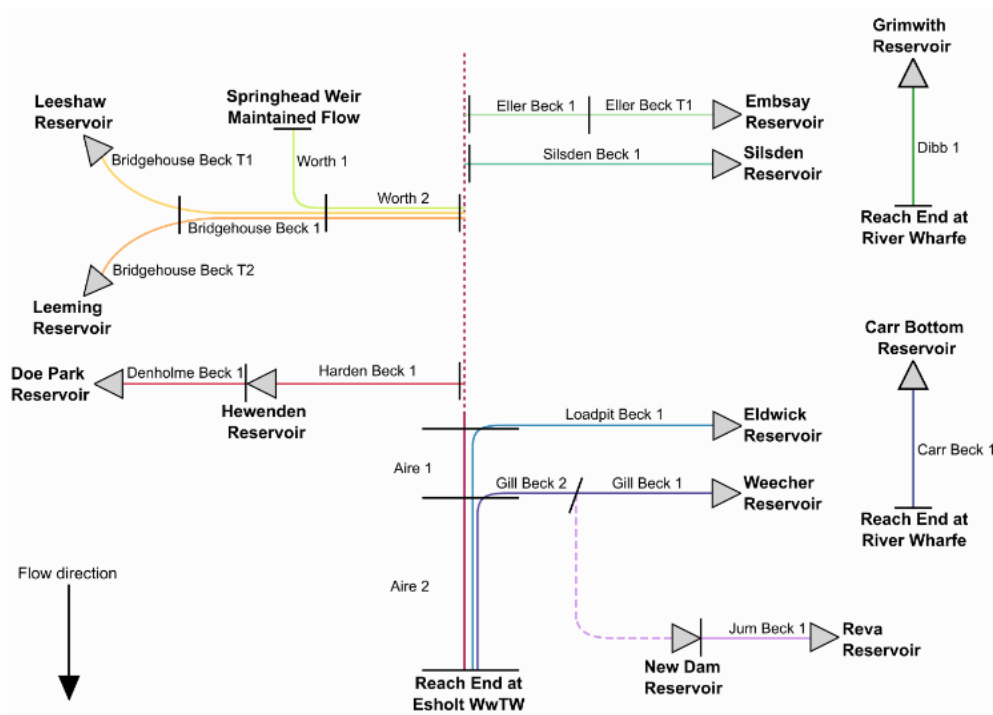 Grimwith
Reservoir
Leeshaw
Reservoir
Springhead Weir
Maintained Flow
Eller Beck 1
Eller Beck T1
Embsay
Reservoir
Bridgehouse Beck T1
Worth 1
Silsden Beck 1
Silsden
Reservoir
Dibb 1
Worth 2
Bridgehouse Beck 1
Reach End at
River Wharfe
Bridgehouse Beck T2
Leeming
Reservoir
Carr Bottom
Reservoir
Doe Park
Reservoir
Denholme Beck 1
Harden Beck 1
Hewenden
Reservoir
Loadpit Beck 1
Eldwick
Reservoir
Carr Beck 1
Aire 1
Gill Beck 2
Gill Beck 1
Weecher
Reservoir
Reach End at
River Wharfe
Flow direction
Aire 2
Jum Beck 1
Reva
Reservoir
New Dam
Reservoir
Reach End at
Esholt WwTW